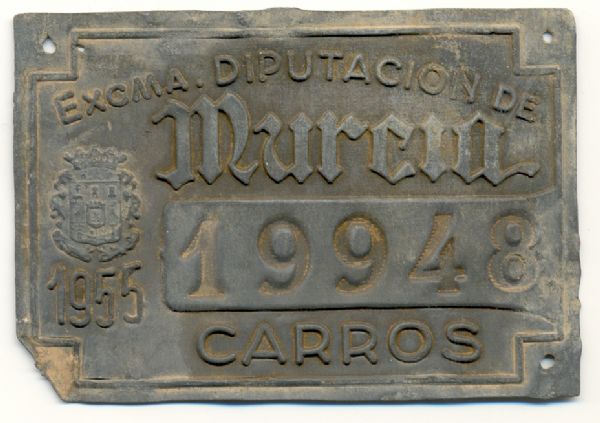 EXCMA. DIPUTACION DE
Murcia
19948
1955
CARROS